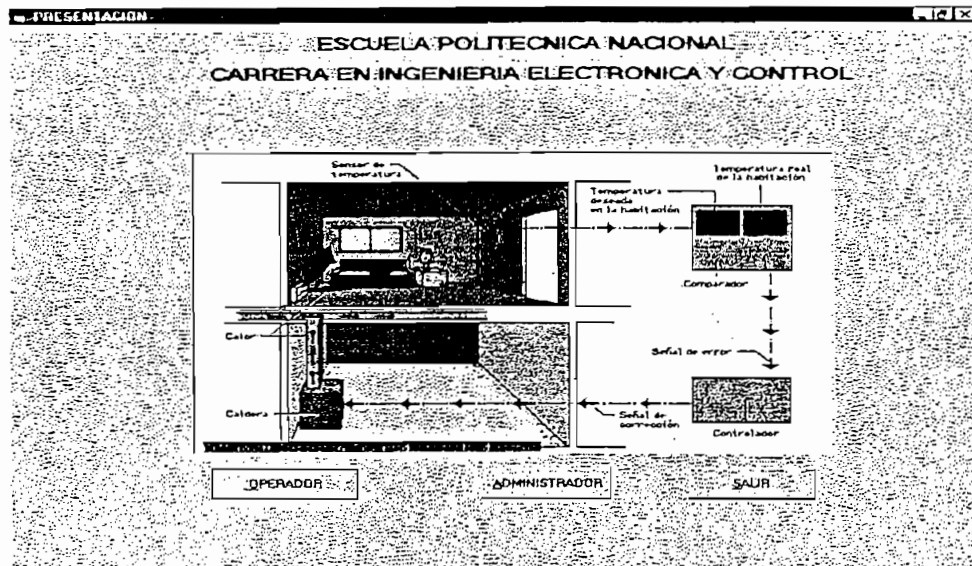 PRESENTACION
ESCUELA POLITECNICA NACIONAL
CARRERA EN INGENIERIA ELECTRONICA Y CONTROL
Sensor de
temperatura
Temperatura real
de la habitación
Temperatura
deseada
en la habitación
Comparador
Calor
Señal de error
Caldera
Señal de
corrección
Controlador
OPERADOR
ADMINISTRADOR
SALIR